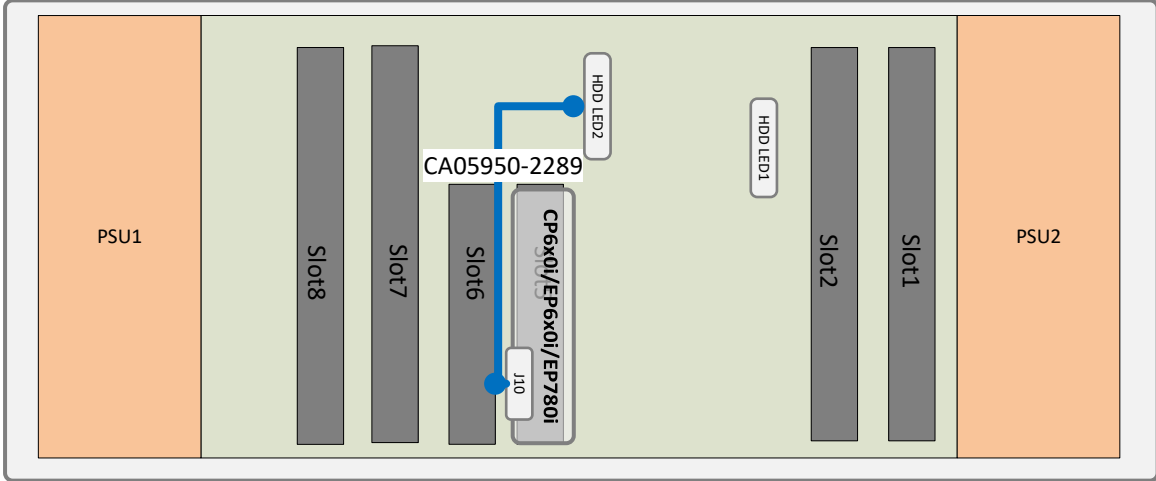 PSU1
Slot8
Slot7
Slot6
CA05950-2289
CP6x0i/EP6x0i/EP780i
J10
HDD LED2
HDD LED1
Slot2
Slot1
PSU2